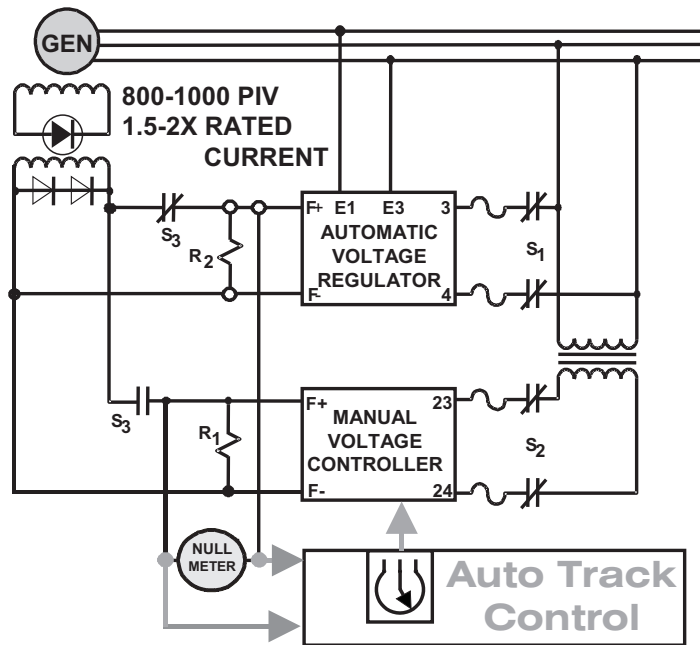 GEN
800-1000 PIV
1.5-2X RATED
CURRENT
F+ E1 E3 3
AUTOMATIC
VOLTAGE
REGULATOR
F- 4
S3
R2
S1
F+ 23
MANUAL
VOLTAGE
CONTROLLER
F- 24
S3
R1
S2
NULL
METER
Auto Track
Control